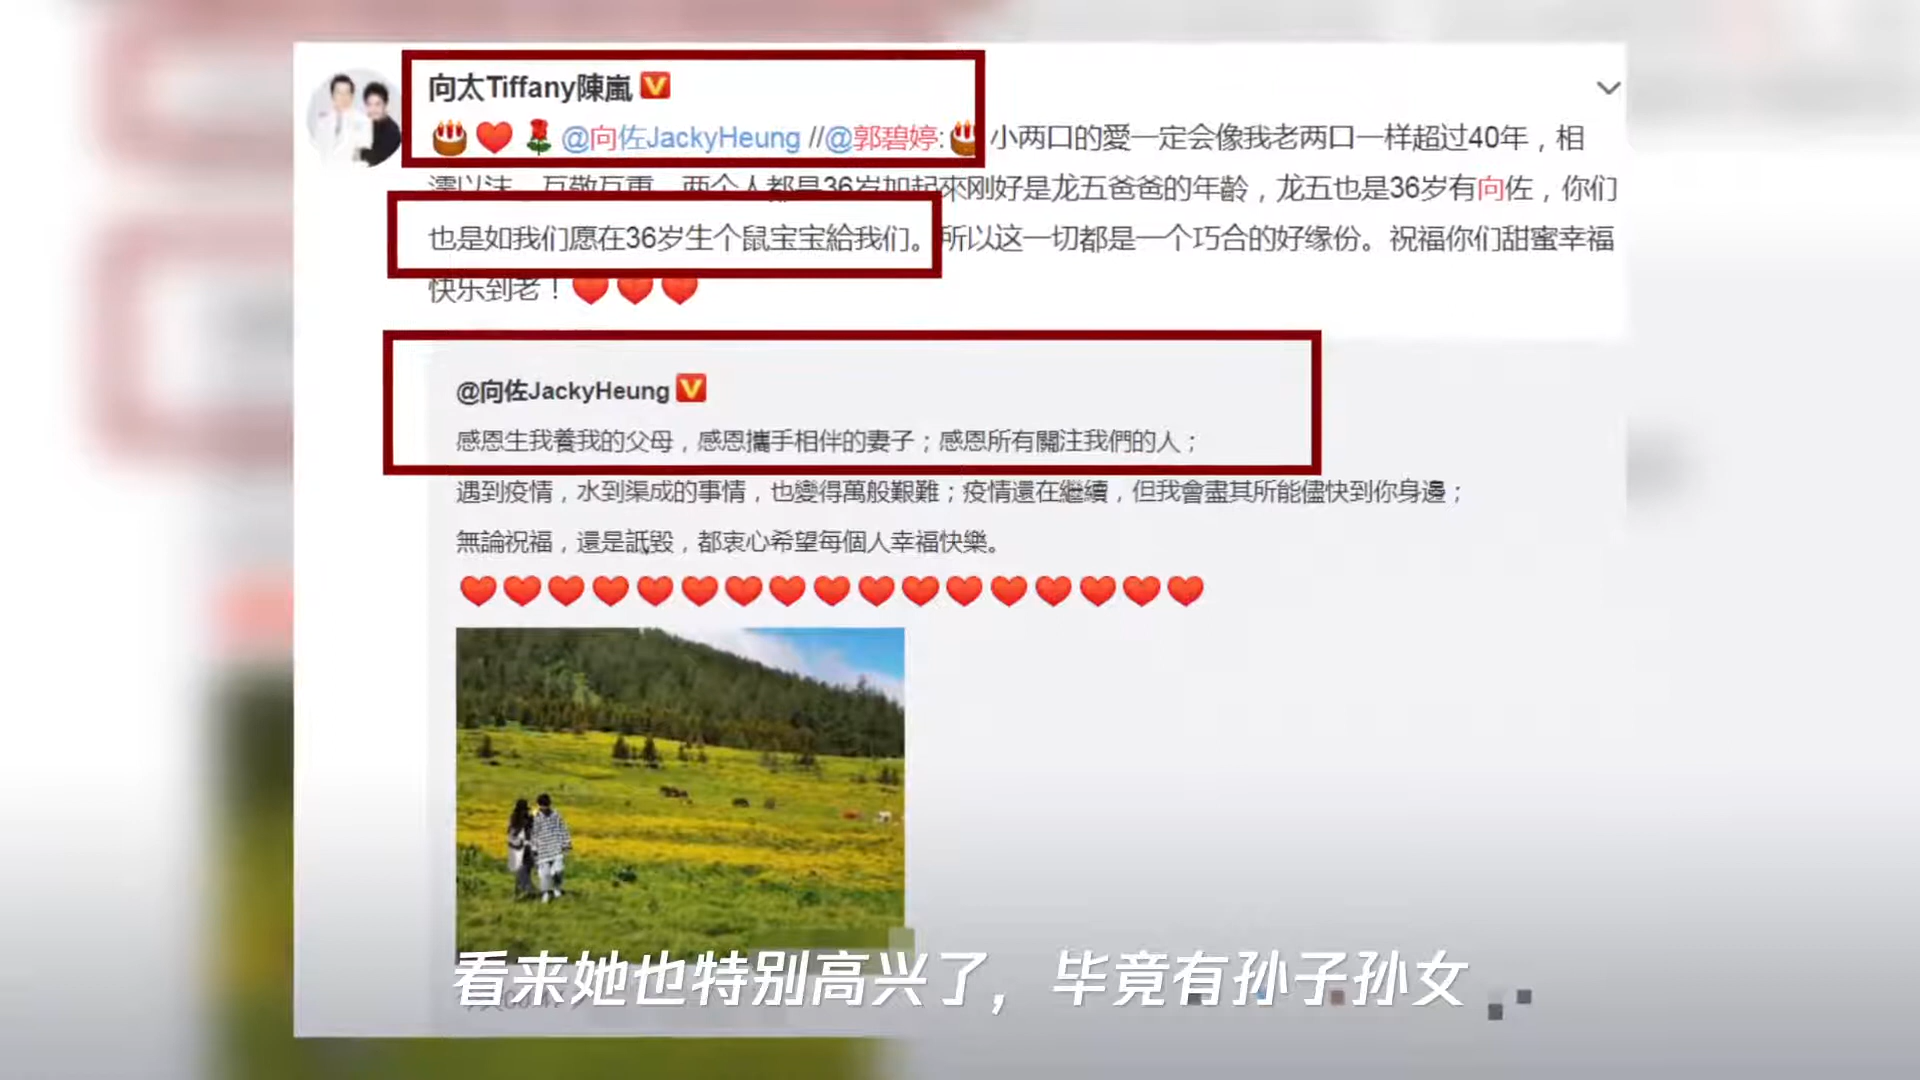 向太Tiffany陳嵐
@向佐JackyHeung //@郭碧婷: 小两口的愛一定会像我老两口一样超过40年，相
濡以沫，互敬互重。两个人都是36岁加起來刚好是龙五爸爸的年龄，龙五也是36岁有向佐，你们
也是如我们愿在36岁生个鼠宝宝給我们。所以这一切都是一个巧合的好缘份。祝福你们甜蜜幸福
快乐到老！
@向佐JackyHeung
感恩生我養我的父母，感恩攜手相伴的妻子；感恩所有關注我們的人；
遇到疫情，水到渠成的事情，也變得萬般艱難；疫情還在繼續，但我會盡其所能儘快到你身邊；
無論祝福，還是詆毀，都衷心希望每個人幸福快樂。
看来她也特别高兴了，毕竟有孙子孙女